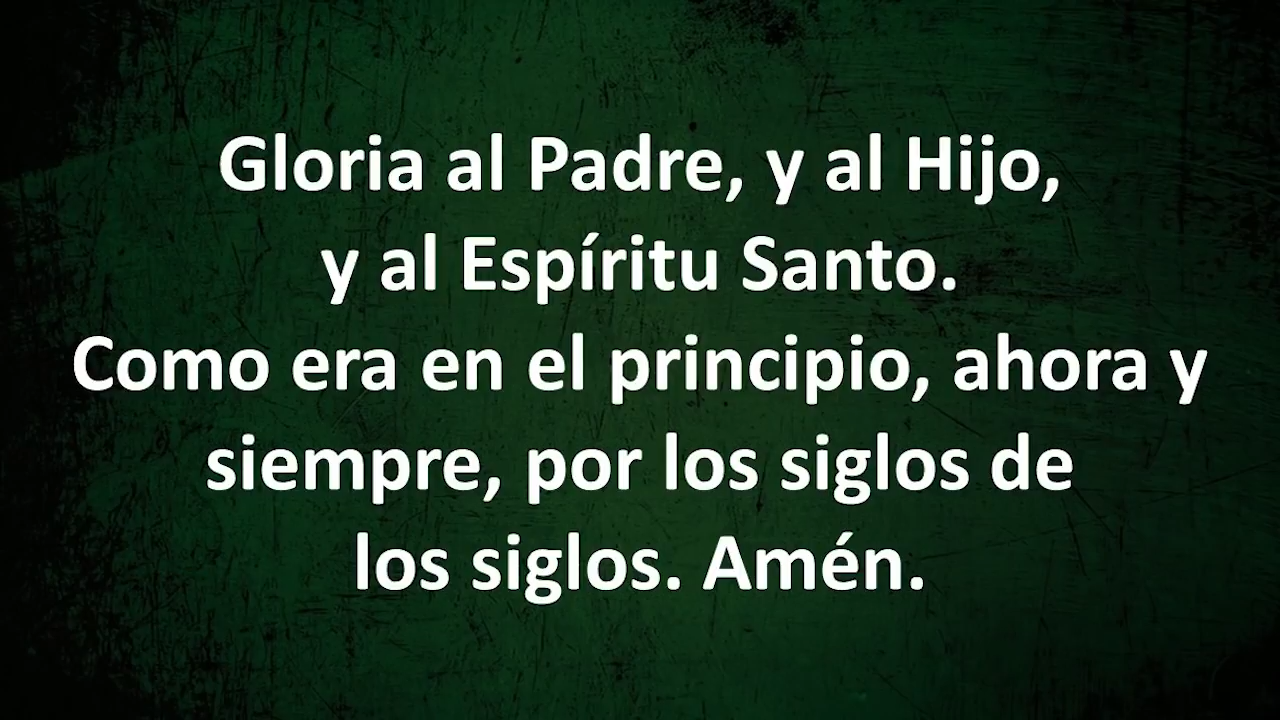 Gloria al Padre, y al Hijo,
y al Espíritu Santo.
Como era en el principio, ahora y
siempre, por los siglos de
los siglos. Amén.